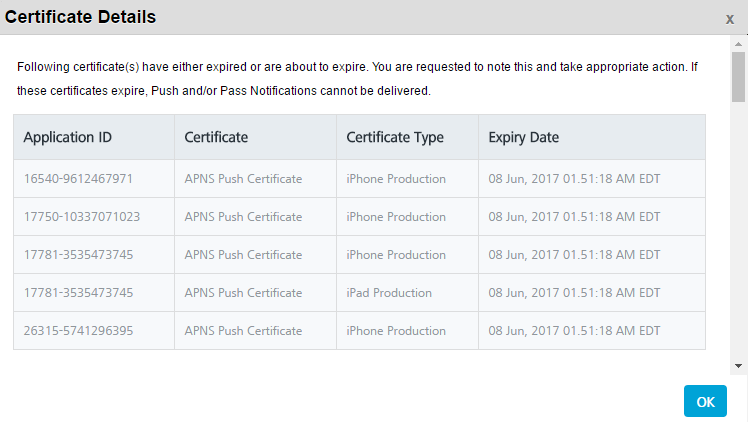 Certificate Details
x
Following certificate(s) have either expired or are about to expire. You are requested to note this and take appropriate action. If
these certificates expire, Push and/or Pass Notifications cannot be delivered.
Application ID Certificate Certificate Type Expiry Date
16540-9612467971 APNS Push Certificate iPhone Production 08 Jun, 2017 01.51:18 AM EDT
17750-10337071023 APNS Push Certificate iPhone Production 08 Jun, 2017 01.51:18 AM EDT
17781-3535473745 APNS Push Certificate iPhone Production 08 Jun, 2017 01.51:18 AM EDT
17781-3535473745 APNS Push Certificate iPad Production 08 Jun, 2017 01.51:18 AM EDT
26315-5741296395 APNS Push Certificate iPhone Production 08 Jun, 2017 01.51:18 AM EDT
OK